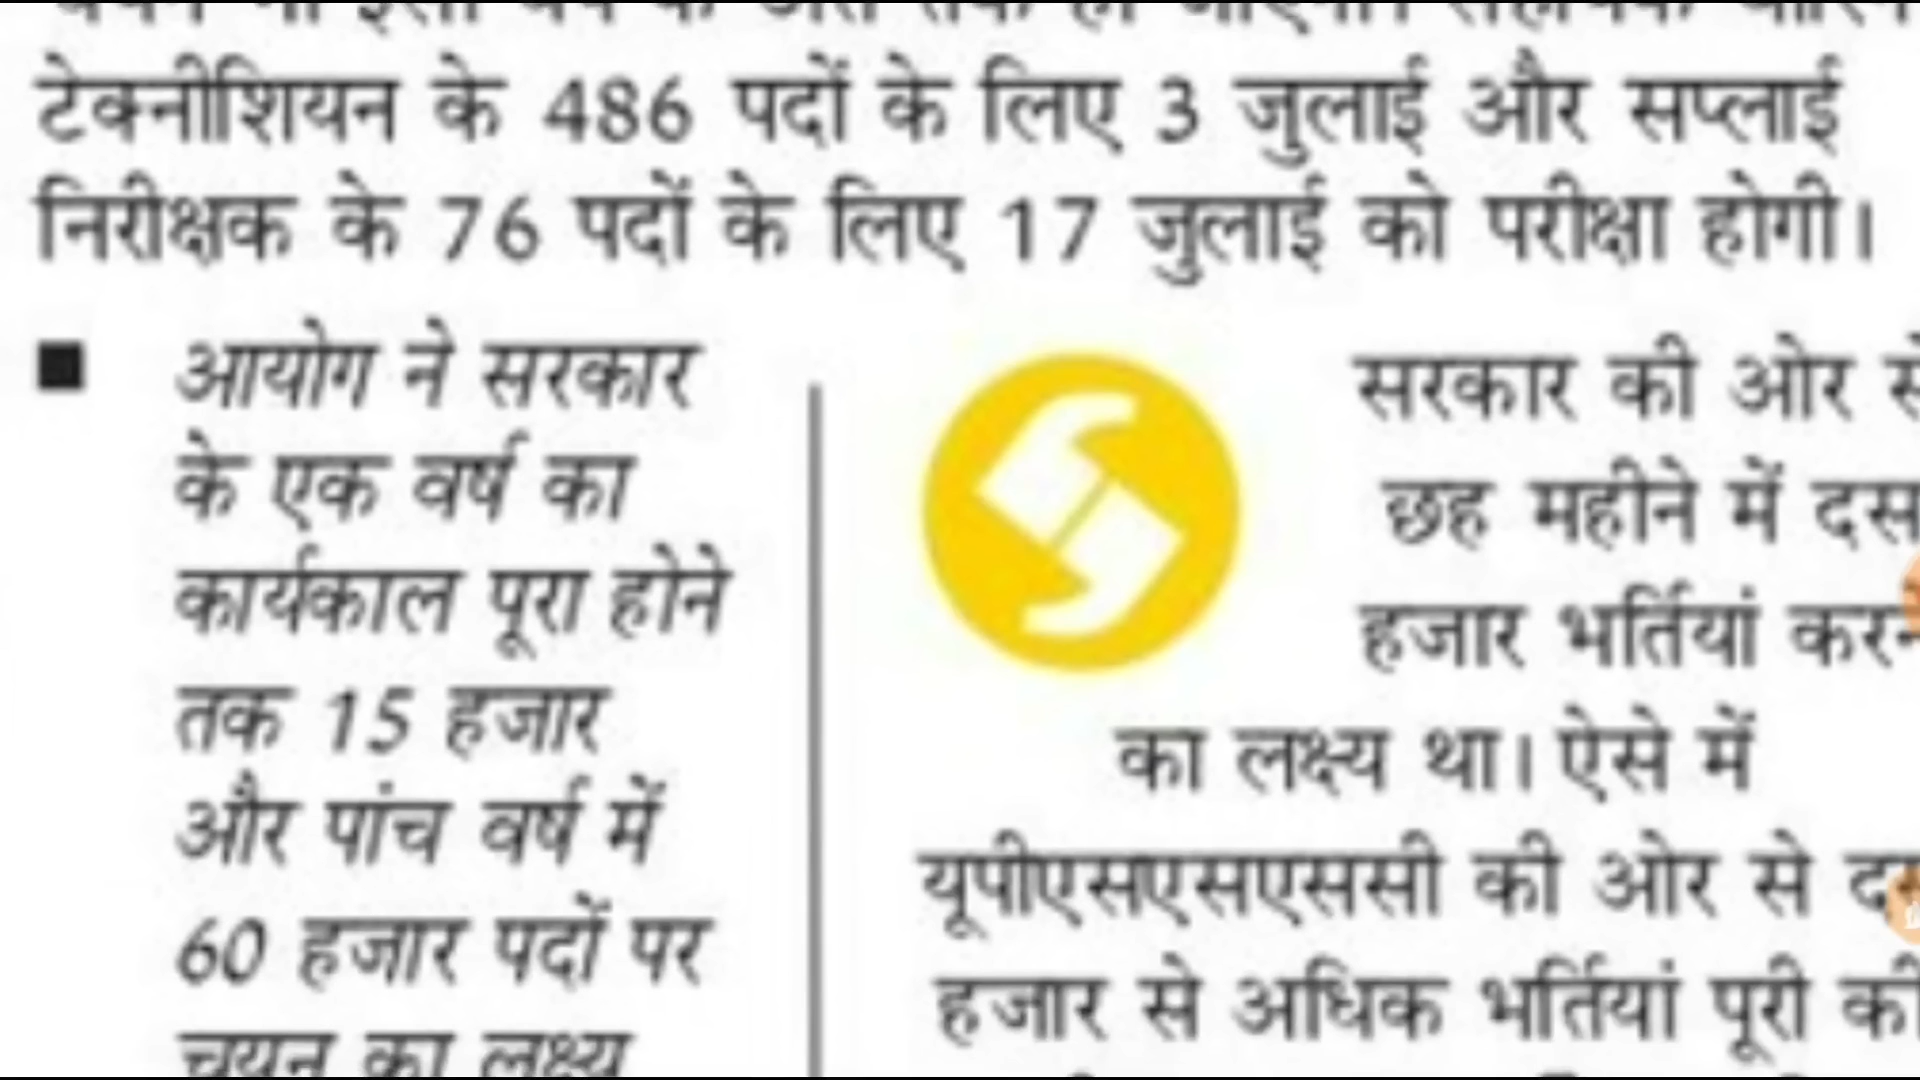 टेक्नीशियन के 486 पदों के लिए 3 जुलाई और सप्लाई
निरीक्षक के 76 पदों के लिए 17 जुलाई को परीक्षा होगी।
आयोग ने सरकार
के एक वर्ष का
कार्यकाल पूरा होने
तक 15 हजार
और पांच वर्ष में
60 हजार पदों पर
चयन का लक्ष्य
सरकार की ओर से
छह महीने में दस
हजार भर्तियां
का लक्ष्य था। ऐसे में
यूपीएसएसएससी की ओर से
हजार से अधिक भर्तियां पूरी